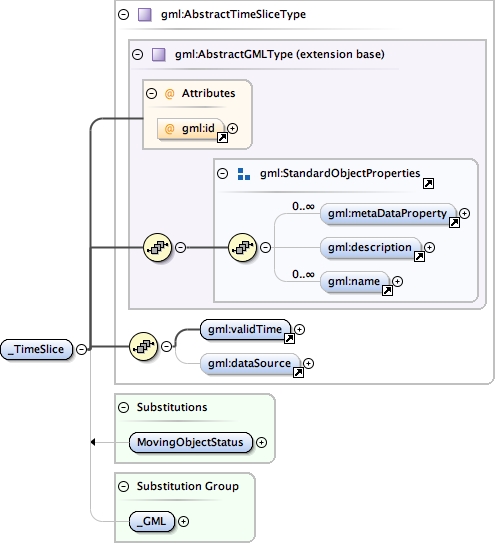 gml:AbstractTimeSliceType
gml:AbstractGMLType (extension base)
@ Attributes
@ gml:id
gml:StandardObjectProperties
0..∞
gml:metaDataProperty
gml:description
0..∞
gml:name
_TimeSlice
gml:validTime
gml:dataSource
Substitutions
MovingObjectStatus
Substitution Group
_GML